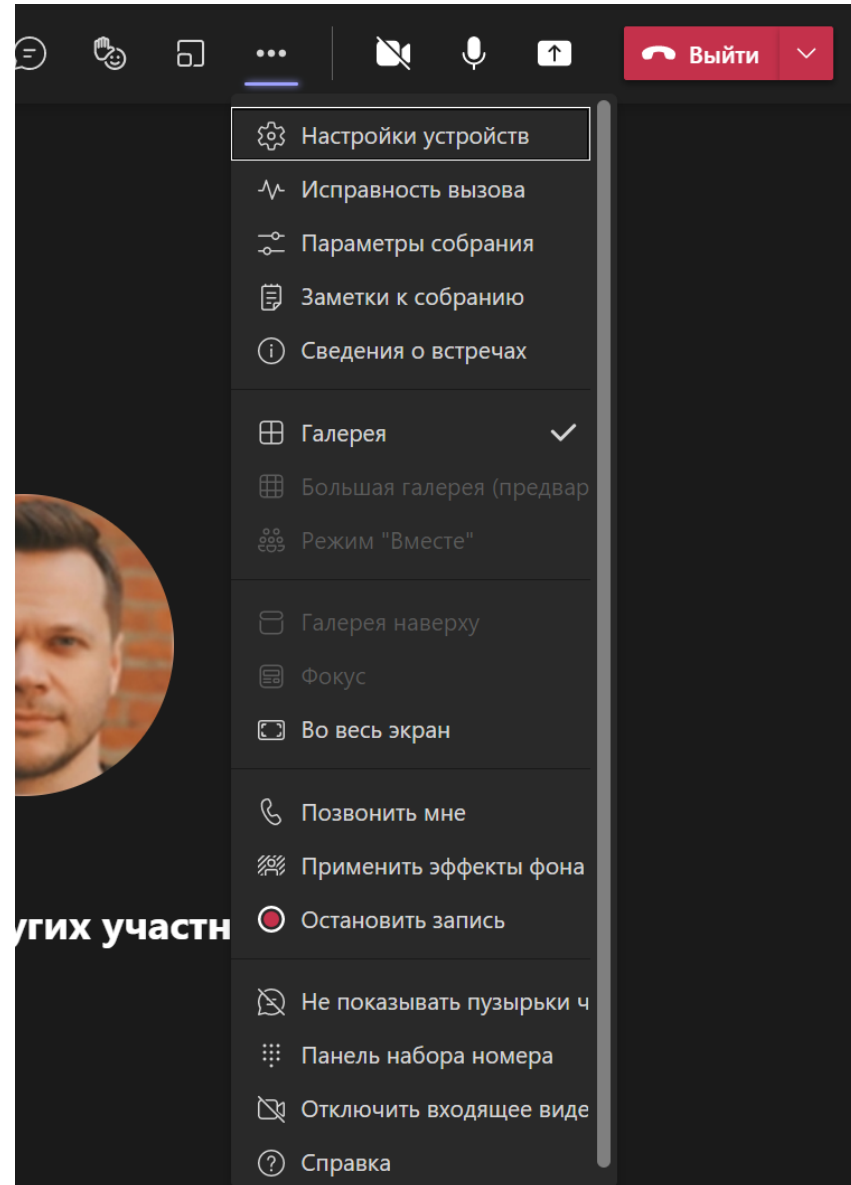 Выйти
Настройки устройств
Исправность вызова
Параметры собрания
Заметки к собранию
Сведения о встречах
Галерея
Большая галерея (предвар
Режим "Вместе"
Галерея наверху
Фокус
Во весь экран
Позвонить мне
Применить эффекты фона
угих участн
Остановить запись
Не показывать пузырьки ч
Панель набора номера
Отключить входящее виде
Справка